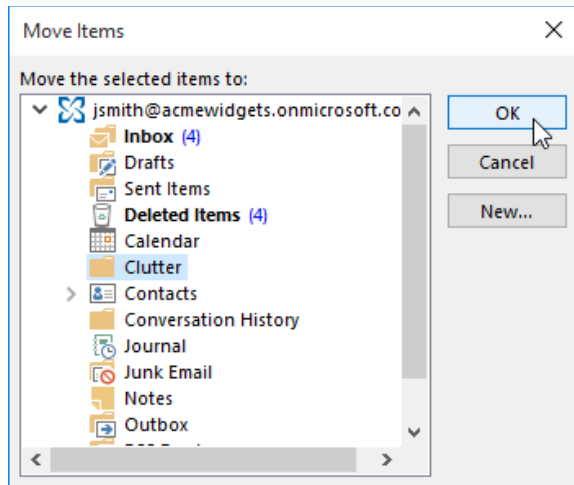 Move Items
Move the selected items to:
jsmith@acmewidgets.onmicrosoft.co
Inbox (4)
Drafts
Sent Items
Deleted Items (4)
Calendar
Clutter
Contacts
Conversation History
Journal
Junk Email
Notes
Outbox
OK
Cancel
New...